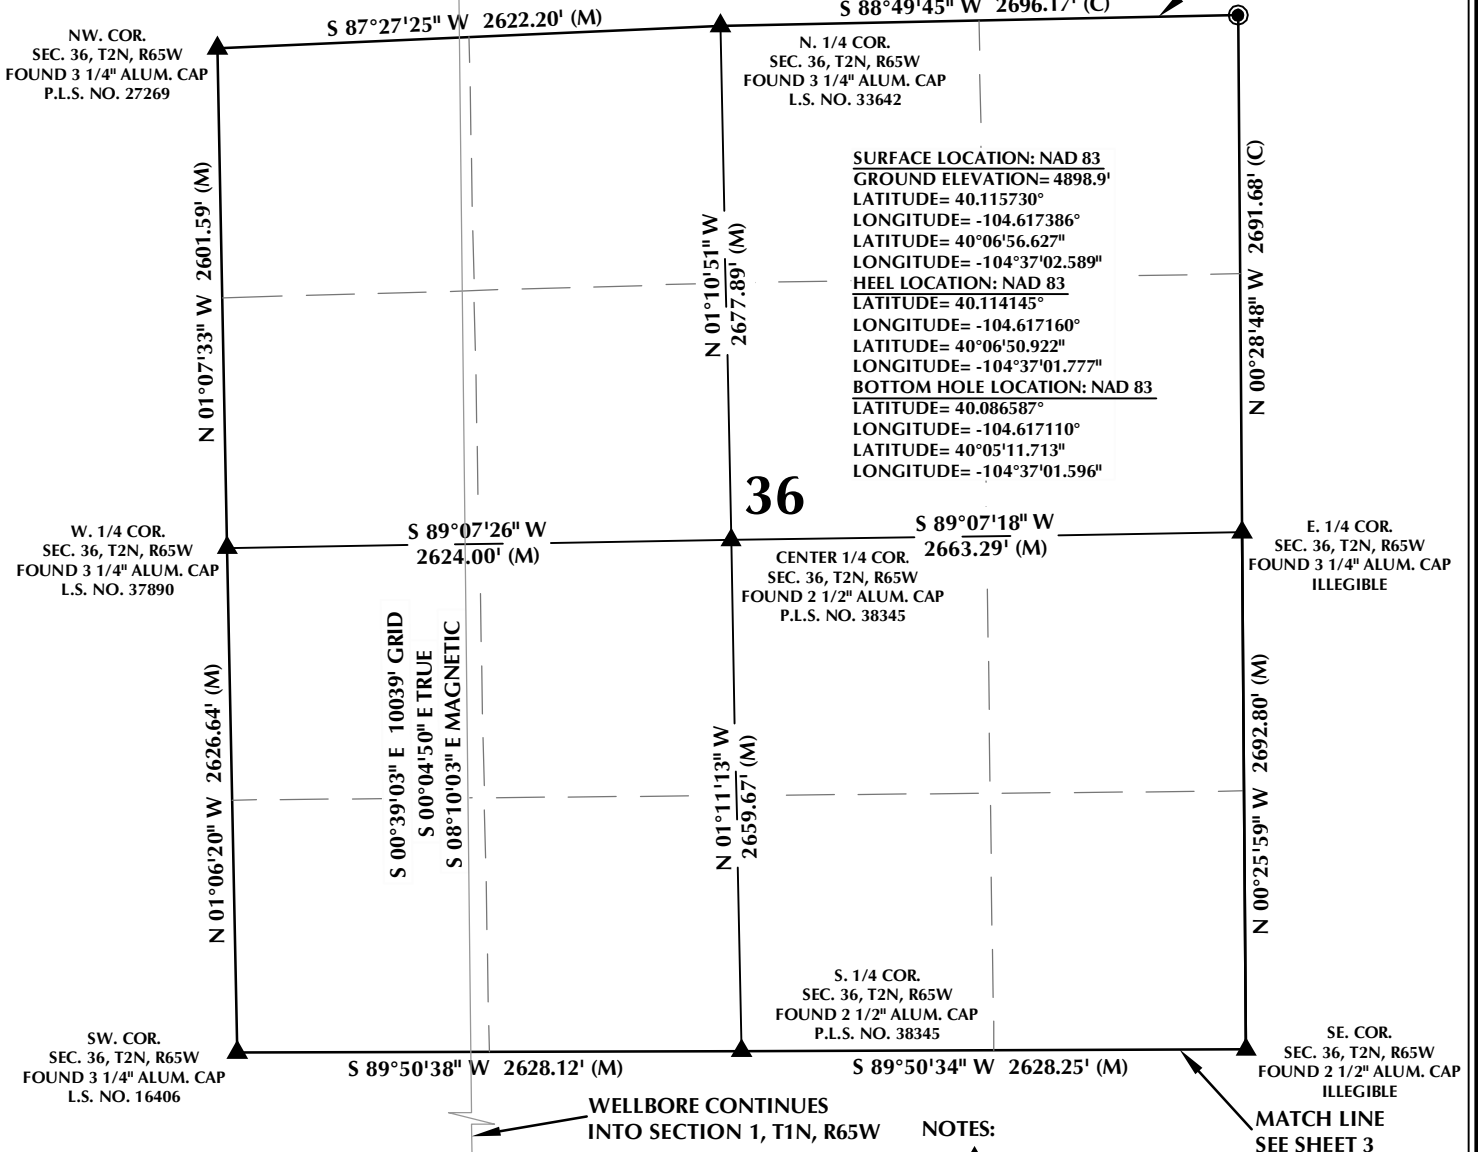 S 87°27'25" W 2622.20' (M)
S 88°49'45" W 2696.17' (C)
NW. COR.
SEC. 36, T2N, R65W
FOUND 3 1/4" ALUM. CAP
P.L.S. NO. 27269
N. 1/4 COR.
SEC. 36, T2N, R65W
FOUND 3 1/4" ALUM. CAP
L.S. NO. 33642
N 01°07'33" W 2601.59' (M)
N 01°10'51" W
2677.89' (M)
SURFACE LOCATION: NAD 83
GROUND ELEVATION= 4898.9'
LATITUDE= 40.115730°
LONGITUDE= -104.617386°
LATITUDE= 40°06'56.627"
LONGITUDE= -104°37'02.589"
HEEL LOCATION: NAD 83
LATITUDE= 40.114145°
LONGITUDE= -104.617160°
LATITUDE= 40°06'50.922"
LONGITUDE= -104°37'01.777"
BOTTOM HOLE LOCATION: NAD 83
LATITUDE= 40.086587°
LONGITUDE= -104.617110°
LATITUDE= 40°05'11.713"
LONGITUDE= -104°37'01.596"
N 00°28'48" W 2691.68' (C)
36
W. 1/4 COR.
SEC. 36, T2N, R65W
FOUND 3 1/4" ALUM. CAP
L.S. NO. 37890
S 89°07'26" W
2624.00' (M)
S 89°07'18" W
2663.29' (M)
CENTER 1/4 COR.
SEC. 36, T2N, R65W
FOUND 2 1/2" ALUM. CAP
P.L.S. NO. 38345
E. 1/4 COR.
SEC. 36, T2N, R65W
FOUND 3 1/4" ALUM. CAP
ILLEGIBLE
N 01°06'20" W 2626.64' (M)
S 00°39'03" E 10039' GRID
S 00°04'50" E TRUE
S 08°10'03" E MAGNETIC
N 01°11'13" W
2659.67' (M)
N 00°25'59" W 2692.80' (M)
S. 1/4 COR.
SEC. 36, T2N, R65W
FOUND 2 1/2" ALUM. CAP
P.L.S. NO. 38345
SW. COR.
SEC. 36, T2N, R65W
FOUND 3 1/4" ALUM. CAP
L.S. NO. 16406
S 89°50'38" W 2628.12' (M)
S 89°50'34" W 2628.25' (M)
SE. COR.
SEC. 36, T2N, R65W
FOUND 2 1/2" ALUM. CAP
ILLEGIBLE
WELLBORE CONTINUES
INTO SECTION 1, T1N, R65W
NOTES:
MATCH LINE
SEE SHEET 3